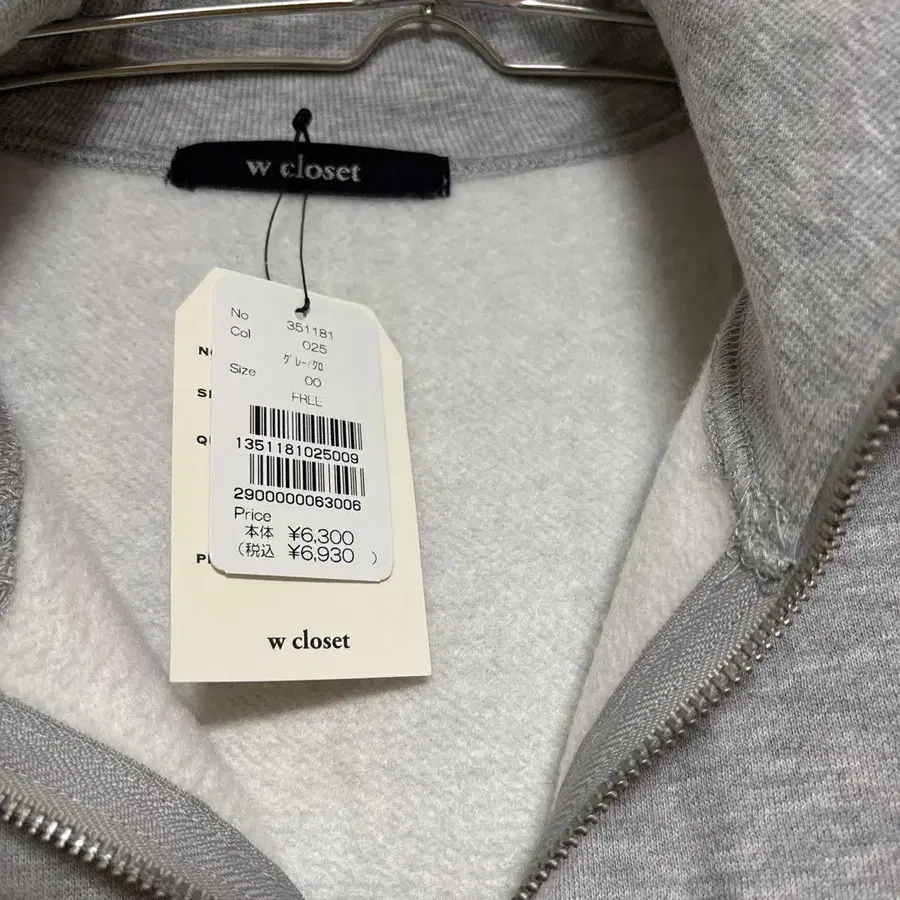 w closet
No 351181
Col 025
グレー/クロ
Size 00
FREE
1351181025009
2900000063006
Price
本体 ¥6,300
(税込 ¥6,930 )
w closet